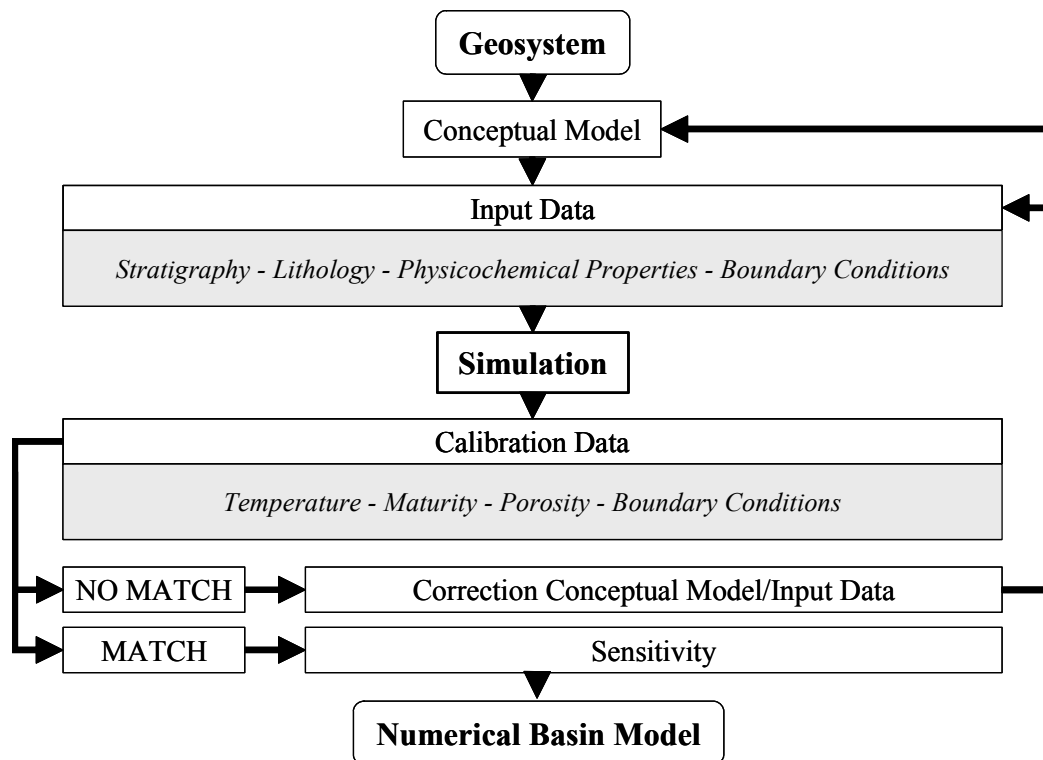 Geosystem
Conceptual Model
Input Data
Stratigraphy - Lithology - Physicochemical Properties - Boundary Conditions
Simulation
Calibration Data
Temperature - Maturity - Porosity - Boundary Conditions
NO MATCH
Correction Conceptual Model/Input Data
MATCH
Sensitivity
Numerical Basin Model